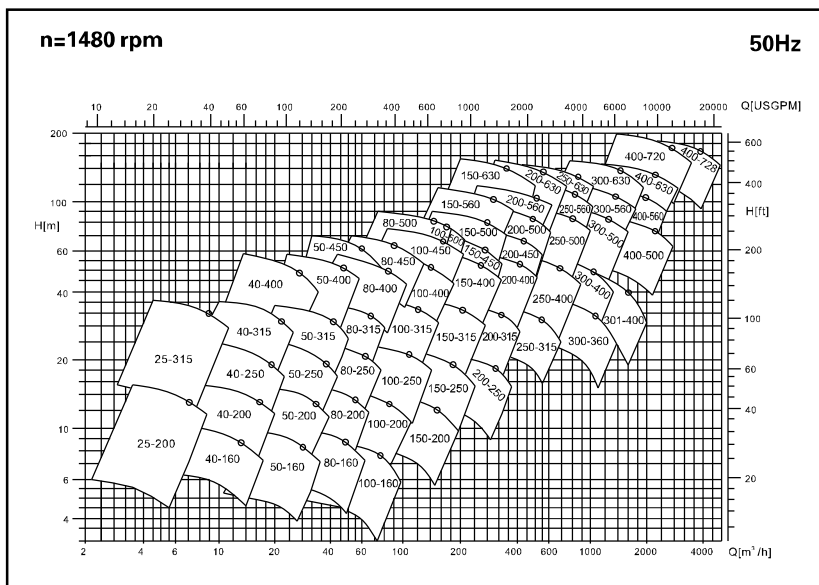 n=1480 rpm 50Hz
10 20 40 60 100 200 400 600 1000 2000 4000 6000 10000 20000 Q[USGPM]
200 600
400-720 400-728
150-630 200-630 250-630 300-630 400-630 400
100 150-560 200-560 250-560 300-560 400-560 H[ft]
H[m] 80-500 100-500 150-500 200-500 250-500 300-500 400-500
60 50-450 80-450 100-450 150-450 200-450 200
40 40-400 50-400 80-400 100-400 150-400 200-400 250-400 300-400 301-400 100
25-315 40-315 50-315 80-315 100-315 150-315 200-315 250-315 300-360
20 40-250 50-250 80-250 100-250 150-250 200-250 60
25-200 40-200 50-200 80-200 100-200 150-200 40
10
40-160 50-160 80-160 100-160
6 20
4
2 4 6 10 20 40 60 100 200 400 600 1000 2000 4000 Q[m³/h]